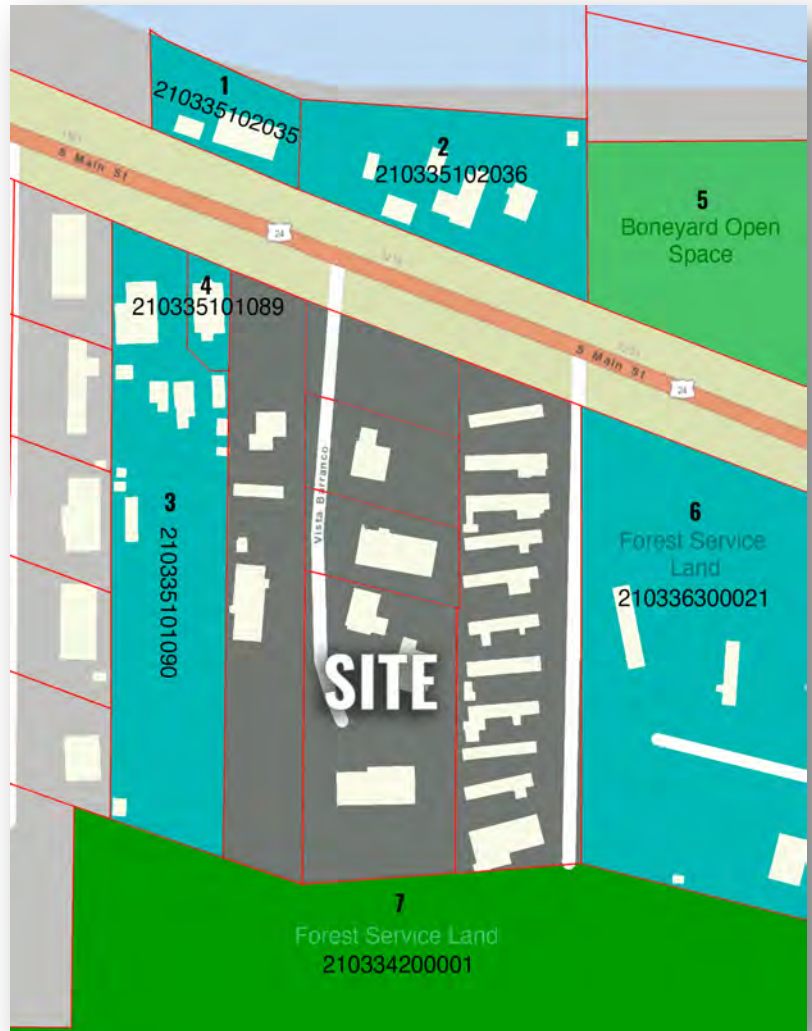 1
210335102035
2
210335102036
S Main St
24
5
Boneyard Open
Space
4
210335101089
S Main St
24
Vista Barranco
3
210335101090
6
Forest Service
Land
210336300021
SITE
7
Forest Service Land
210334200001